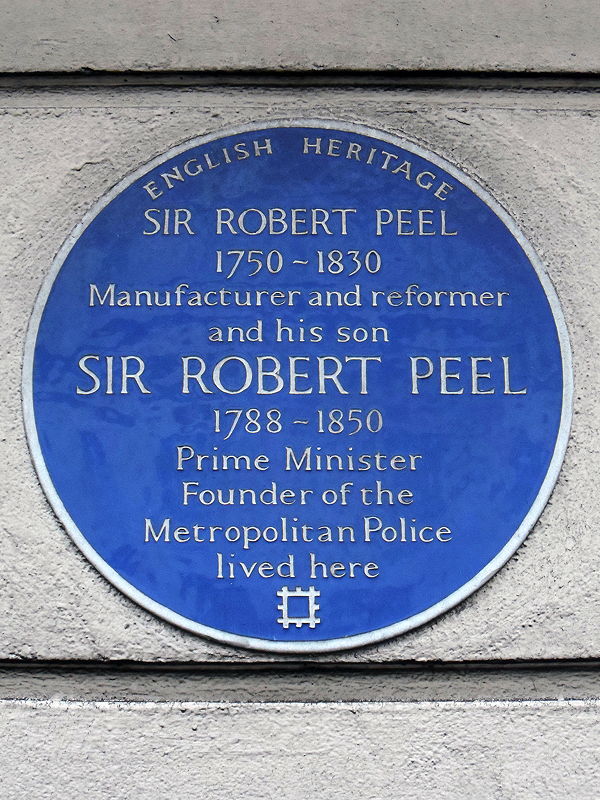 ENGLISH HERITAGE
SIR ROBERT PEEL
1750 ~ 1830
Manufacturer and reformer
and his son
SIR ROBERT PEEL
1788 ~ 1850
Prime Minister
Founder of the
Metropolitan Police
lived here